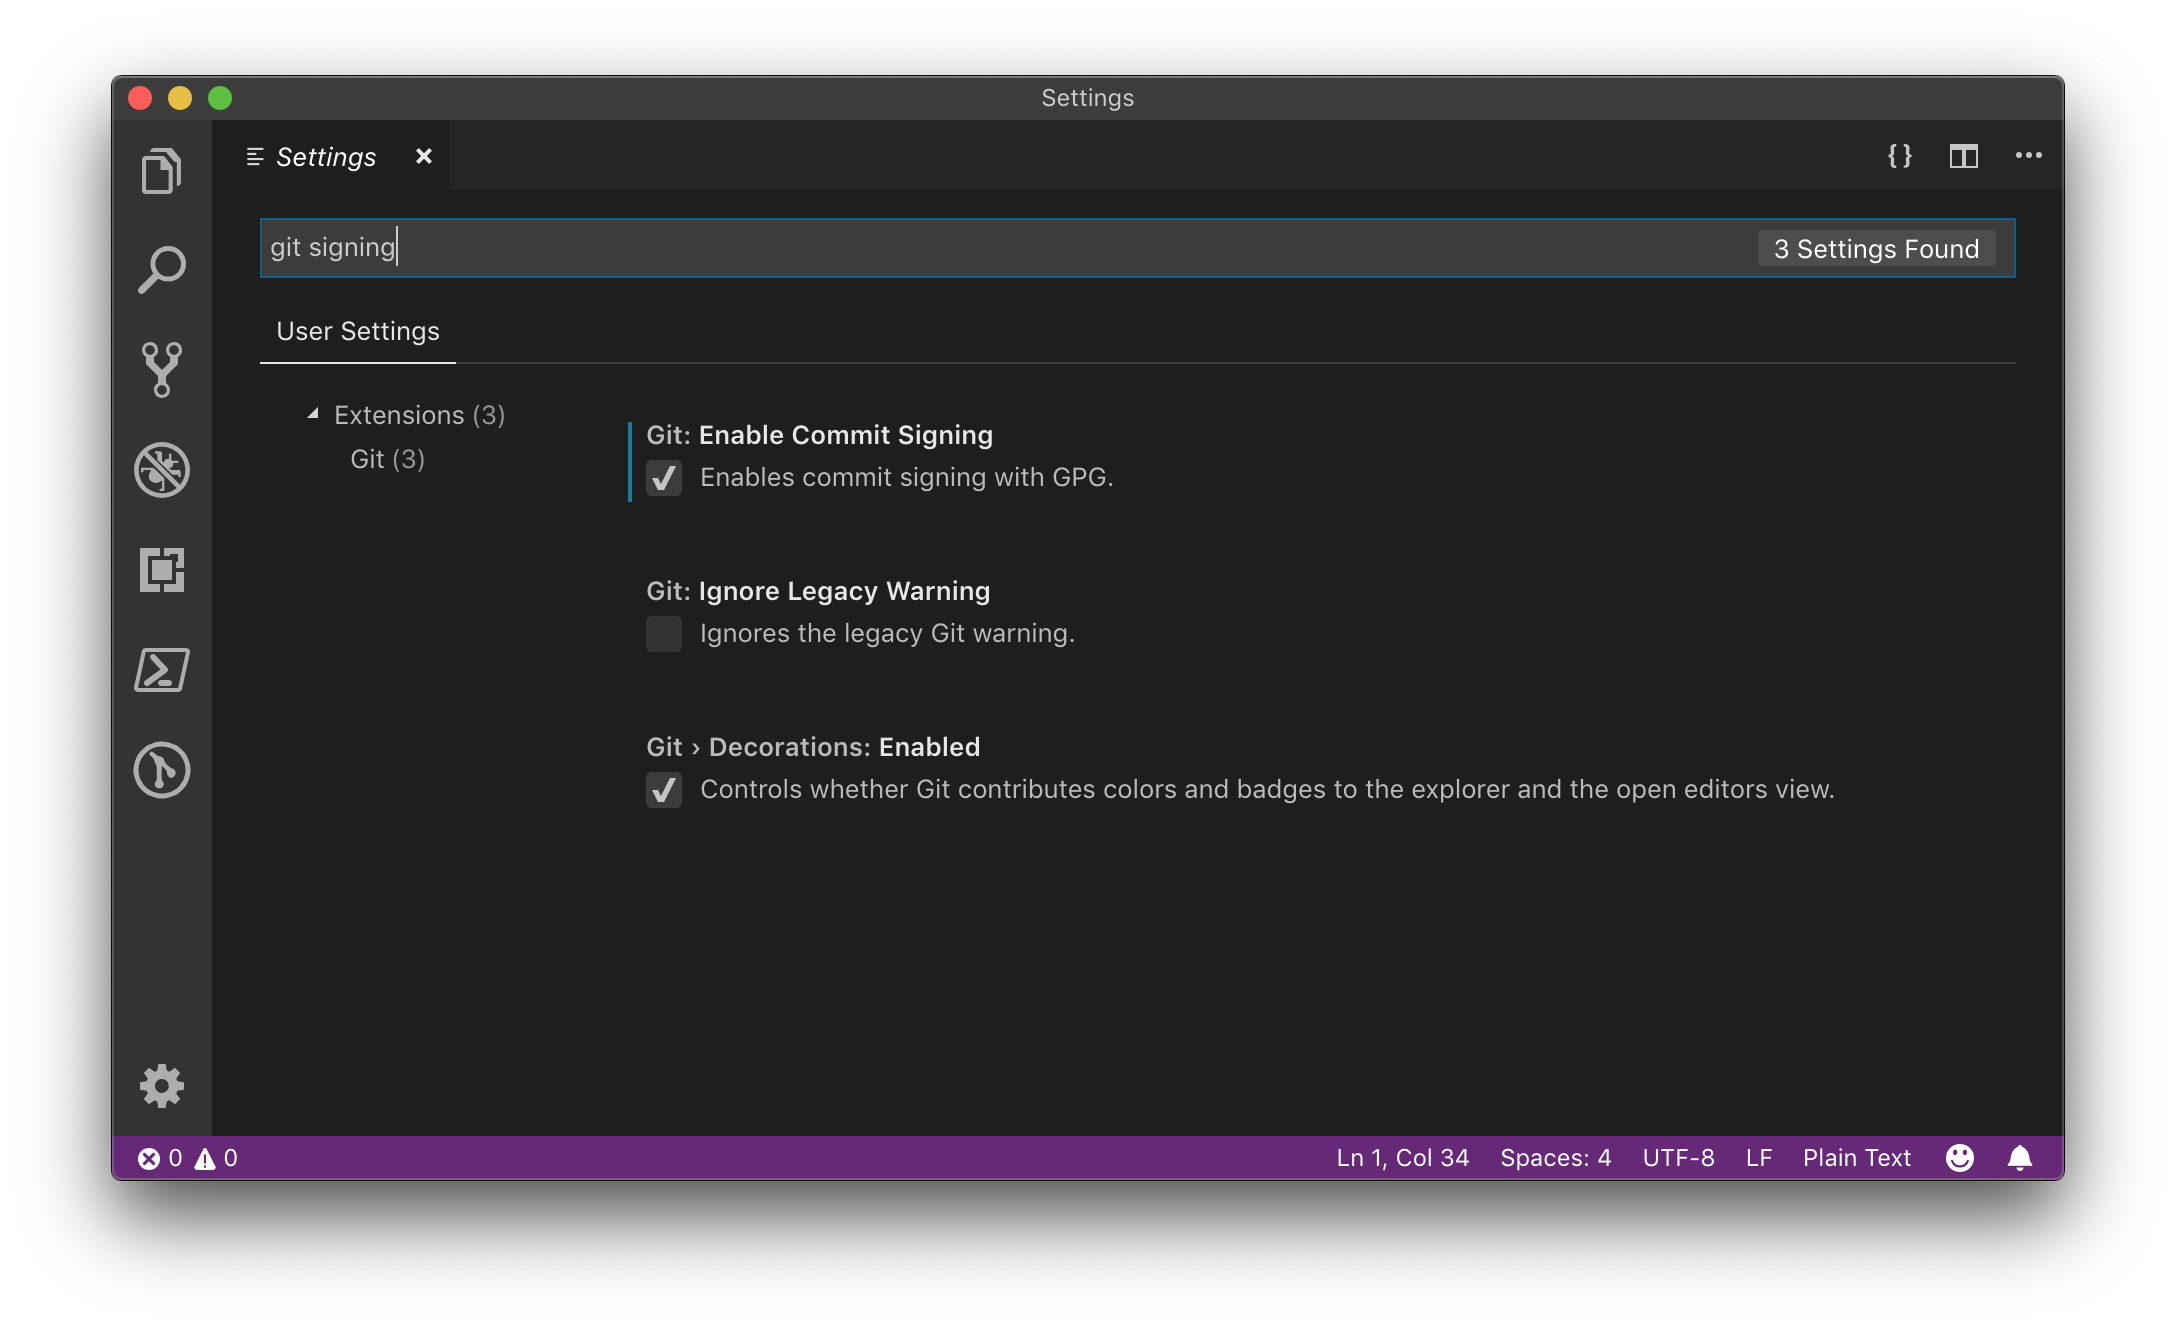 Settings
Settings
git signing
3 Settings Found
User Settings
Extensions (3)
Git (3)
Git: Enable Commit Signing
Enables commit signing with GPG.
Git: Ignore Legacy Warning
Ignores the legacy Git warning.
Git › Decorations: Enabled
Controls whether Git contributes colors and badges to the explorer and the open editors view.
0 0 Ln 1, Col 34 Spaces: 4 UTF-8 LF Plain Text